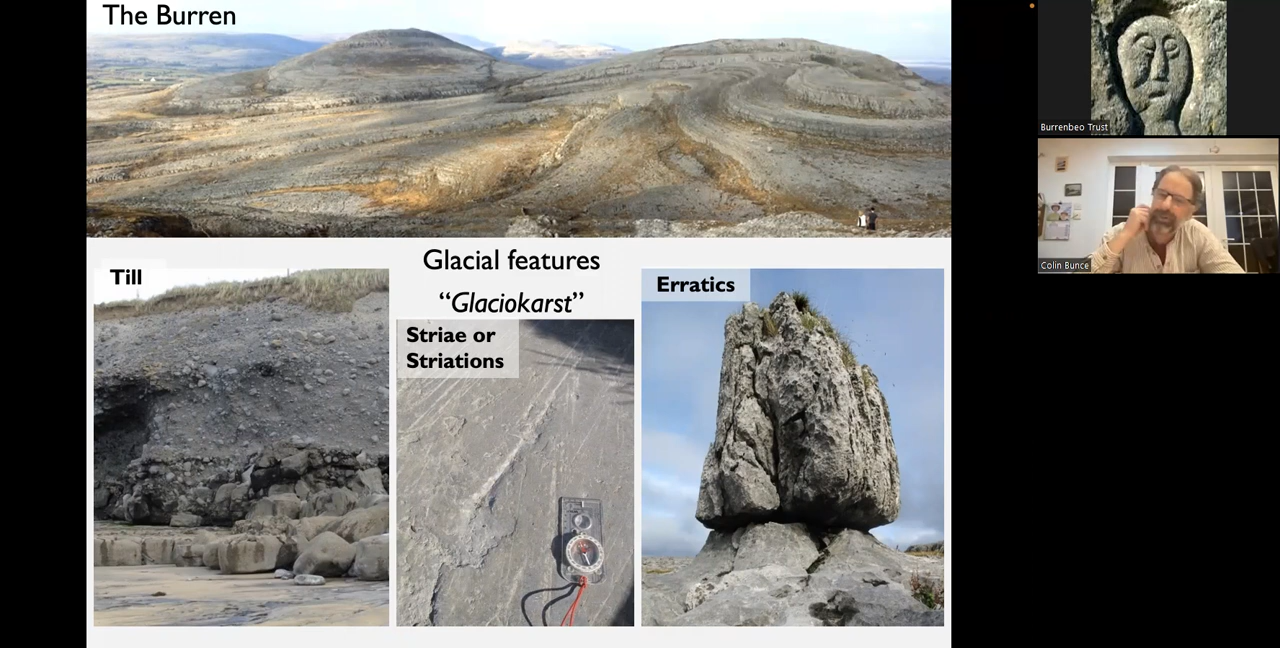 The Burren
Glacial features
“Glaciokarst”
Till
Striae or
Striations
Erratics
Burrenbeo Trust
Colin Bunce